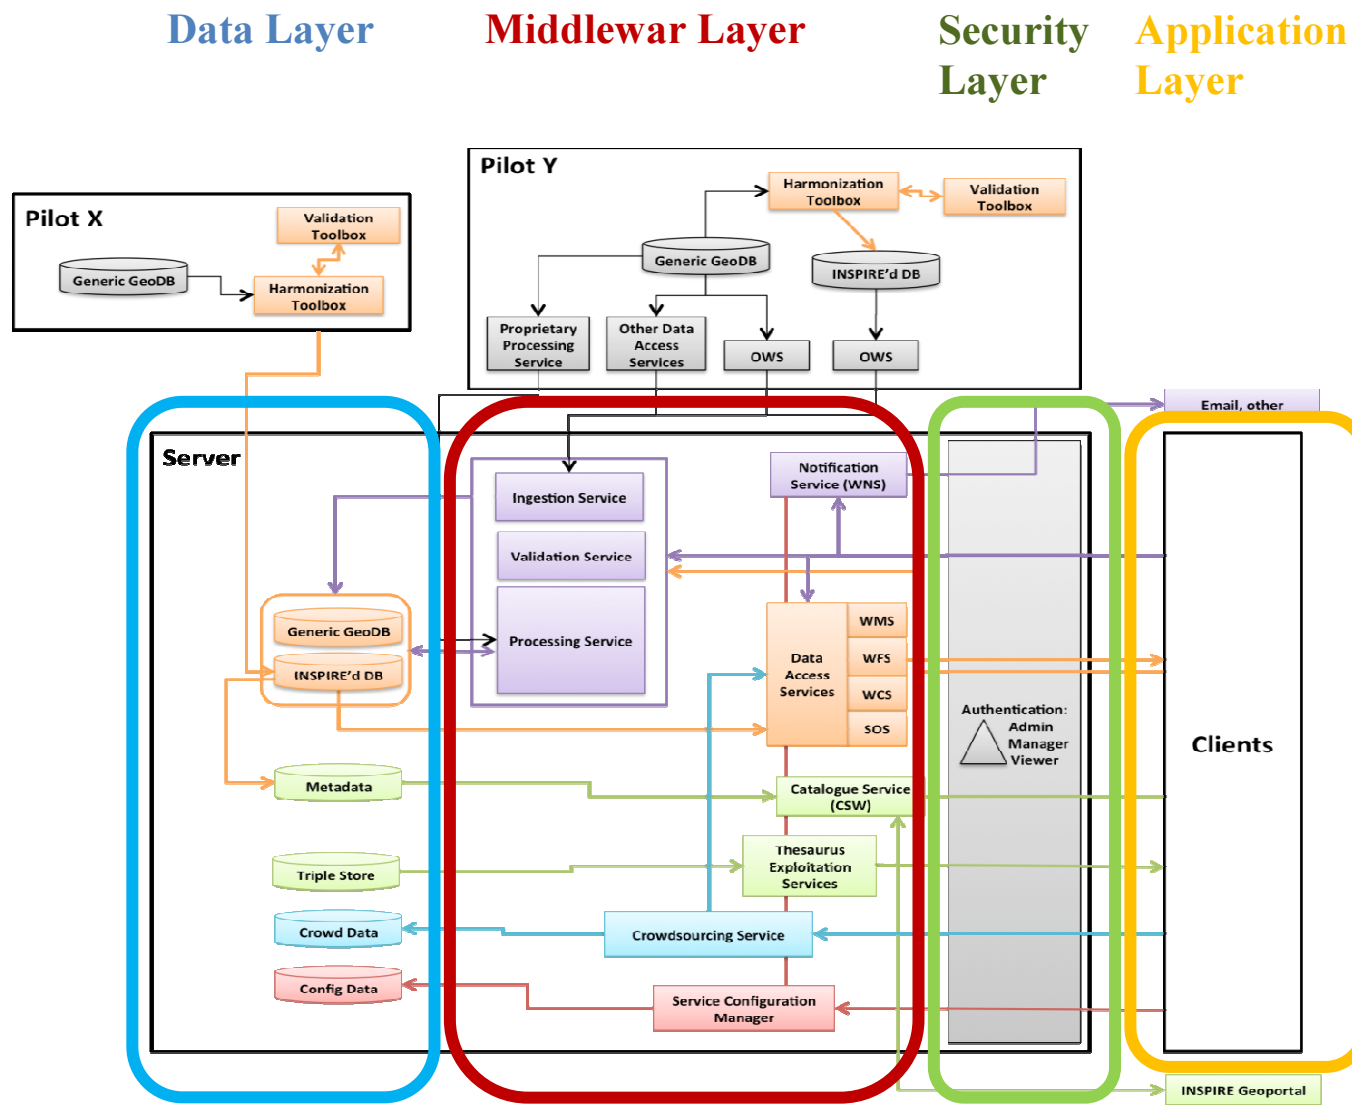 Data Layer
Middlewar Layer
Security
Layer
Application
Layer
Pilot X
Validation
Toolbox
Generic GeoDB
Harmonization
Toolbox
Pilot Y
Harmonization
Toolbox
Validation
Toolbox
Generic GeoDB
INSPIRE'd DB
Proprietary
Processing
Service
Other Data
Access
Services
OWS
OWS
Email, other
Server
Ingestion Service
Validation Service
Processing Service
Notification
Service (WNS)
Generic GeoDB
INSPIRE'd DB
Data
Access
Services
WMS
WFS
WCS
SOS
Authentication:
Admin
Manager
Viewer
Clients
Metadata
Catalogue Service
(CSW)
Triple Store
Thesaurus
Exploitation
Services
Crowd Data
Crowdsourcing Service
Config Data
Service Configuration
Manager
INSPIRE Geoportal